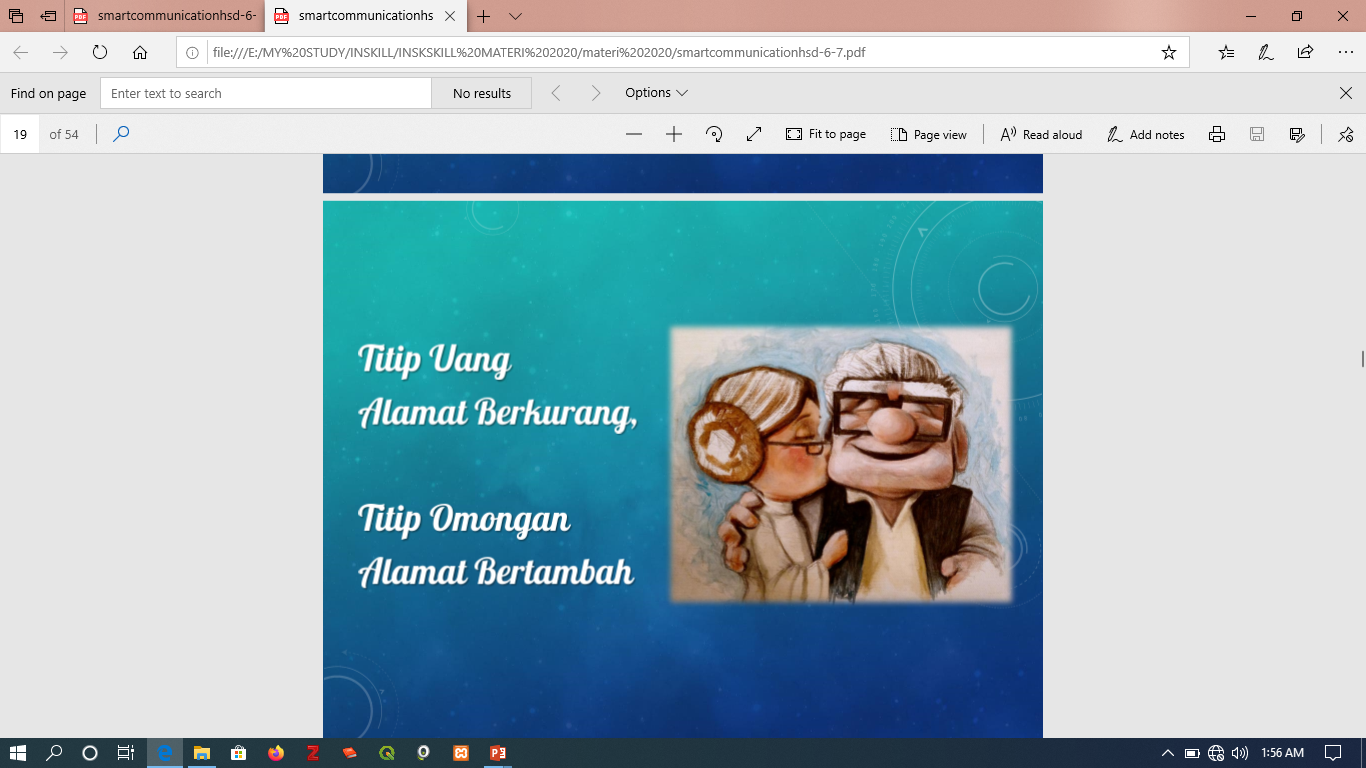 smartcommunicationhsd-6-
smartcommunicationhs
file:///E:/MY%20STUDY/INSKILL/INSKSKILL%20MATERI%202020/materi%202020/smartcommunicationhsd-6-7.pdf
Find on page
Enter text to search
No results
Options
19 of 54
Fit to page
Page view
Read aloud
Add notes
Titip Uang
Alamat Berkurang,
Titip Omongan
Alamat Bertambah
1:56 AM